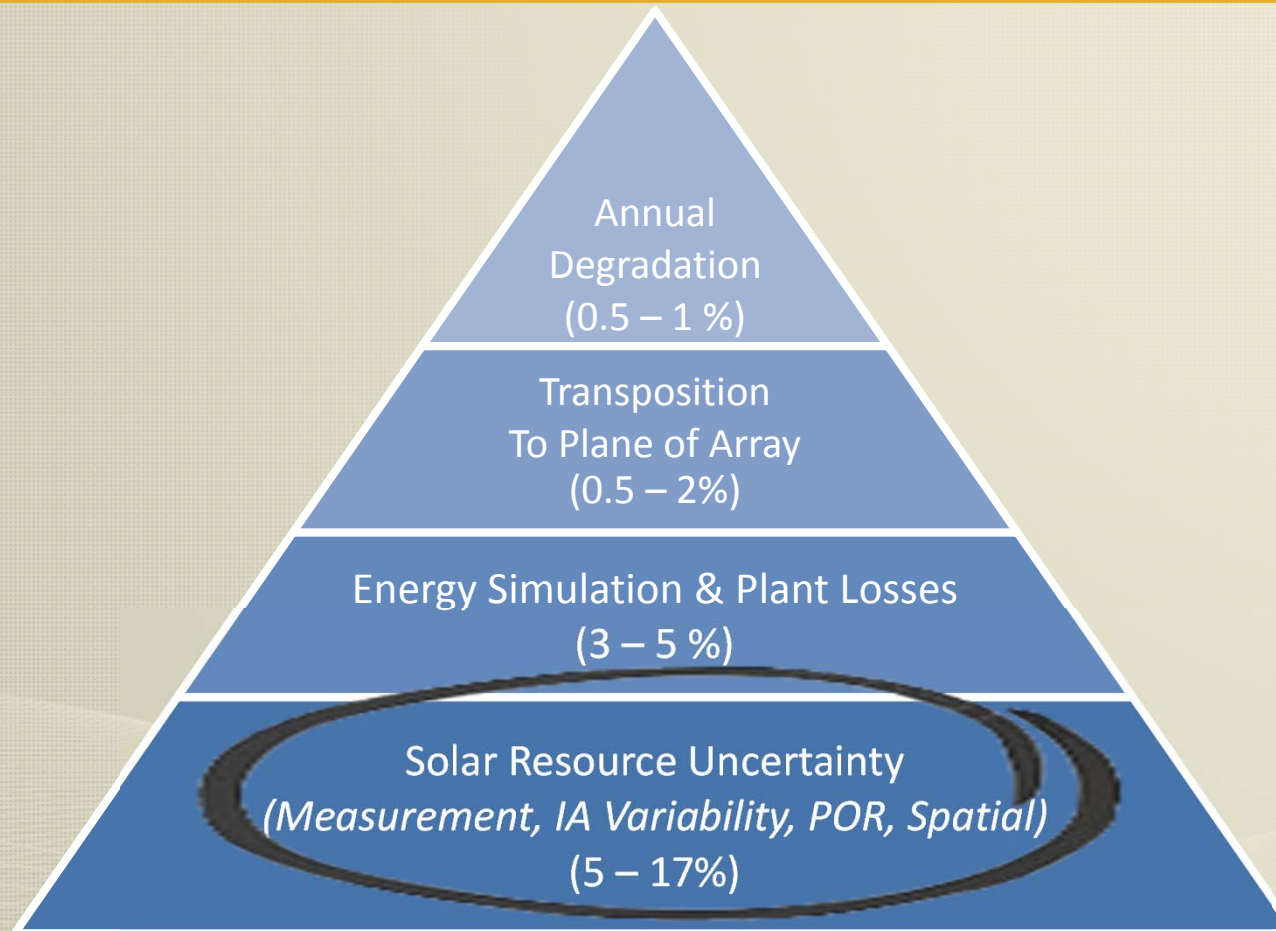 Annual
Degradation
(0.5 – 1 %)
Transposition
To Plane of Array
(0.5 – 2%)
Energy Simulation & Plant Losses
(3 – 5 %)
Solar Resource Uncertainty
(Measurement, IA Variability, POR, Spatial)
(5 – 17%)